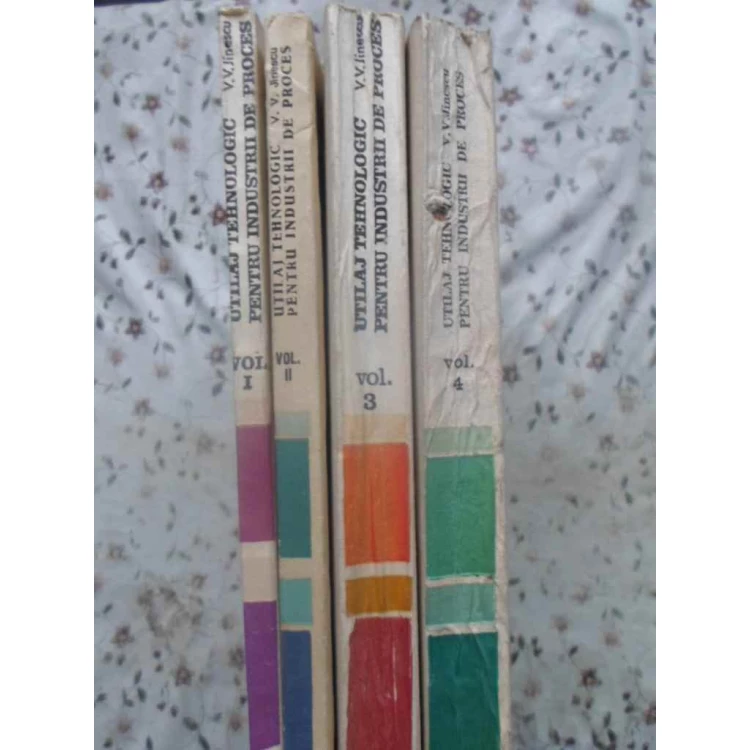 UTILAJ TEHNOLOGIC V.V.Jinescu
PENTRU INDUSTRII DE PROCES
VOL
I
UTILAJ TEHNOLOGIC V. V. Jinescu
PENTRU INDUSTRII DE PROCES
VOL.
II
UTILAJ TEHNOLOGIC V.V.Jinescu
PENTRU INDUSTRII DE PROCES
vol.
3
UTILAJ TEHNOLOGIC V.V.Jinescu
PENTRU INDUSTRII DE PROCES
vol.
4